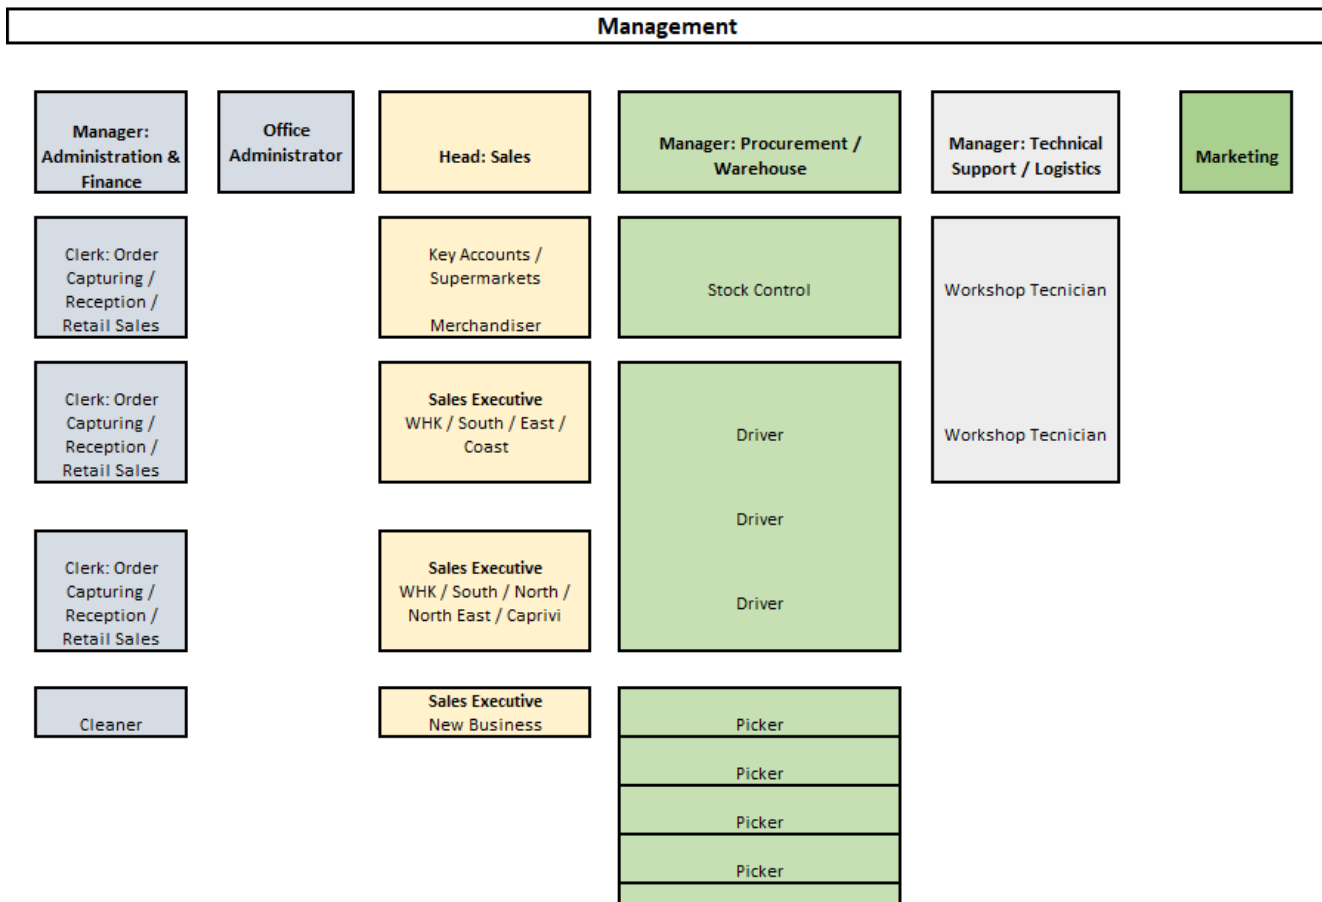 Management
Manager:
Administration &
Finance
Office
Administrator
Head: Sales
Manager: Procurement /
Warehouse
Manager: Technical
Support / Logistics
Marketing
Clerk: Order
Capturing /
Reception /
Retail Sales
Key Accounts /
Supermarkets
Merchandiser
Stock Control
Workshop Tecnician
Clerk: Order
Capturing /
Reception /
Retail Sales
Sales Executive
WHK / South / East /
Coast
Driver
Workshop Tecnician
Driver
Clerk: Order
Capturing /
Reception /
Retail Sales
Sales Executive
WHK / South / North /
North East / Caprivi
Driver
Cleaner
Sales Executive
New Business
Picker
Picker
Picker
Picker